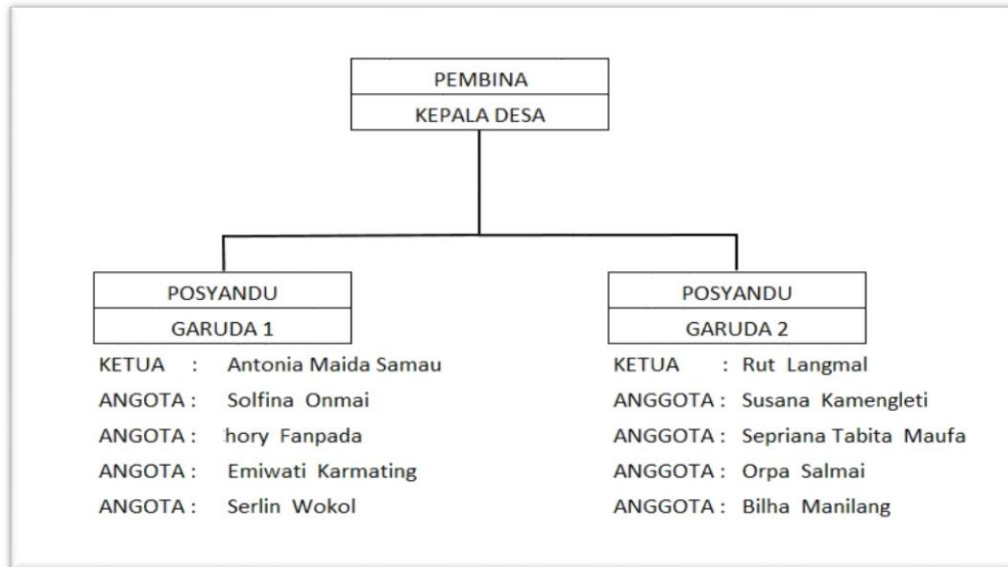 PEMBINA
KEPALA DESA
POSYANDU
GARUDA 1
KETUA : Antonia Maida Samau
ANGOTA : Solfina Onmai
ANGOTA : hory Fanpada
ANGOTA : Emiwati Karmating
ANGOTA : Serlin Wokol
POSYANDU
GARUDA 2
KETUA : Rut Langmal
ANGGOTA : Susana Kamengleti
ANGGOTA : Sepriana Tabita Maufa
ANGGOTA : Orpa Salmai
ANGGOTA : Bilha Manilang